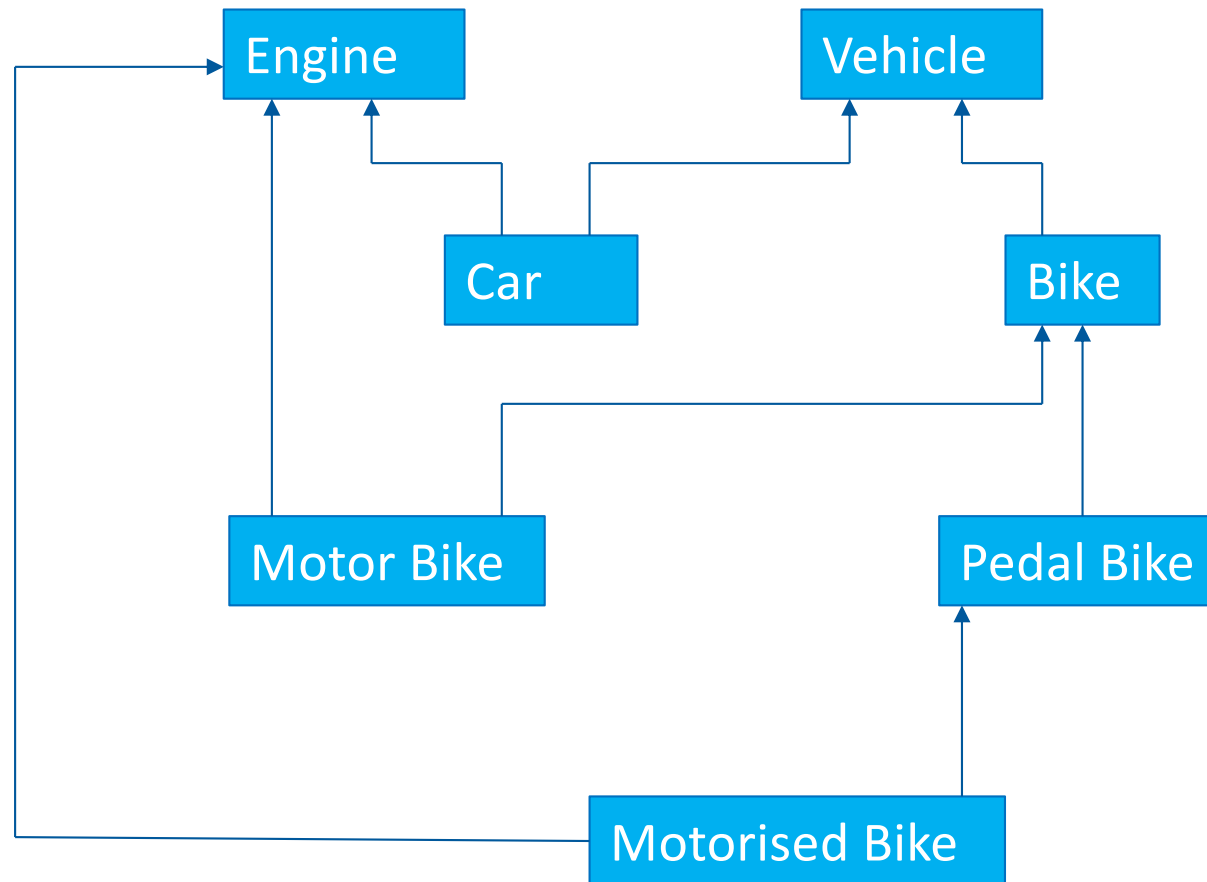 Engine
Vehicle
Car
Bike
Motor Bike
Pedal Bike
Motorised Bike